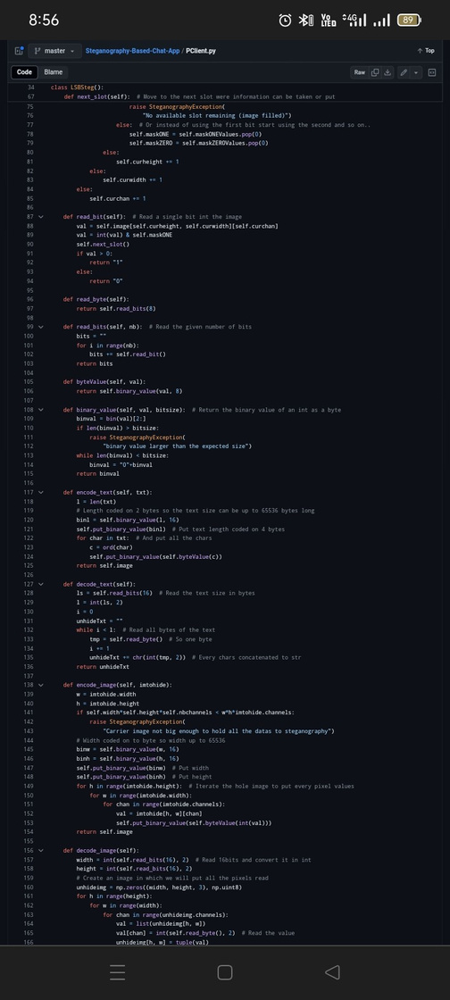 8:56
Vo LTED 4G 89
master Steganography-Based-Chat-App / PClient.py Top
Code Blame Raw
34 class LSBSteg():
67 def next_slot(self): # Move to the next slot were information can be taken or put
75 raise SteganographyException(
76 "No available slot remaining (image filled)")
77 else: # Or instead of using the first bit start using the second and so on..
78 self.maskONE = self.maskONEValues.pop(0)
79 self.maskZERO = self.maskZEROValues.pop(0)
80 else:
81 self.curheight += 1
82 else:
83 self.curwidth += 1
84 else:
85 self.curchan += 1
86
87 def read_bit(self): # Read a single bit int the image
88 val = self.image[self.curheight, self.curwidth][self.curchan]
89 val = int(val) & self.maskONE
90 self.next_slot()
91 if val > 0:
92 return "1"
93 else:
94 return "0"
95
96 def read_byte(self):
97 return self.read_bits(8)
98
99 def read_bits(self, nb): # Read the given number of bits
100 bits = ""
101 for i in range(nb):
102 bits += self.read_bit()
103 return bits
104
105 def byteValue(self, val):
106 return self.binary_value(val, 8)
107
108 def binary_value(self, val, bitsize): # Return the binary value of an int as a byte
109 binval = bin(val)[2:]
110 if len(binval) > bitsize:
111 raise SteganographyException(
112 "binary value larger than the expected size")
113 while len(binval) < bitsize:
114 binval = "0"+binval
115 return binval
116
117 def encode_text(self, txt):
118 l = len(txt)
119 # Length coded on 2 bytes so the text size can be up to 65536 bytes long
120 binl = self.binary_value(l, 16)
121 self.put_binary_value(binl) # Put text length coded on 4 bytes
122 for char in txt: # And put all the chars
123 c = ord(char)
124 self.put_binary_value(self.byteValue(c))
125 return self.image
126
127 def decode_text(self):
128 ls = self.read_bits(16) # Read the text size in bytes
129 l = int(ls, 2)
130 i = 0
131 unhideTxt = ""
132 while i < l: # Read all bytes of the text
133 tmp = self.read_byte() # So one byte
134 i += 1
135 unhideTxt += chr(int(tmp, 2)) # Every chars concatenated to str
136 return unhideTxt
137
138 def encode_image(self, imtohide):
139 w = imtohide.width
140 h = imtohide.height
141 if self.width*self.height*self.nbchannels < w*h*imtohide.channels:
142 raise SteganographyException(
143 "Carrier image not big enough to hold all the datas to steganography")
144 # Width coded on to byte so width up to 65536
145 binw = self.binary_value(w, 16)
146 binh = self.binary_value(h, 16)
147 self.put_binary_value(binw) # Put width
148 self.put_binary_value(binh) # Put height
149 for h in range(imtohide.height): # Iterate the hole image to put every pixel values
150 for w in range(imtohide.width):
151 for chan in range(imtohide.channels):
152 val = imtohide[h, w][chan]
153 self.put_binary_value(self.byteValue(int(val)))
154 return self.image
155
156 def decode_image(self):
157 width = int(self.read_bits(16), 2) # Read 16bits and convert it in int
158 height = int(self.read_bits(16), 2)
159 # Create an image in which we will put all the pixels read
160 unhideimg = np.zeros((width, height, 3), np.uint8)
161 for h in range(height):
162 for w in range(width):
163 for chan in range(unhideimg.channels):
164 val = list(unhideimg[h, w])
165 val[chan] = int(self.read_byte(), 2) # Read the value
166 unhideimg[h, w] = tuple(val)